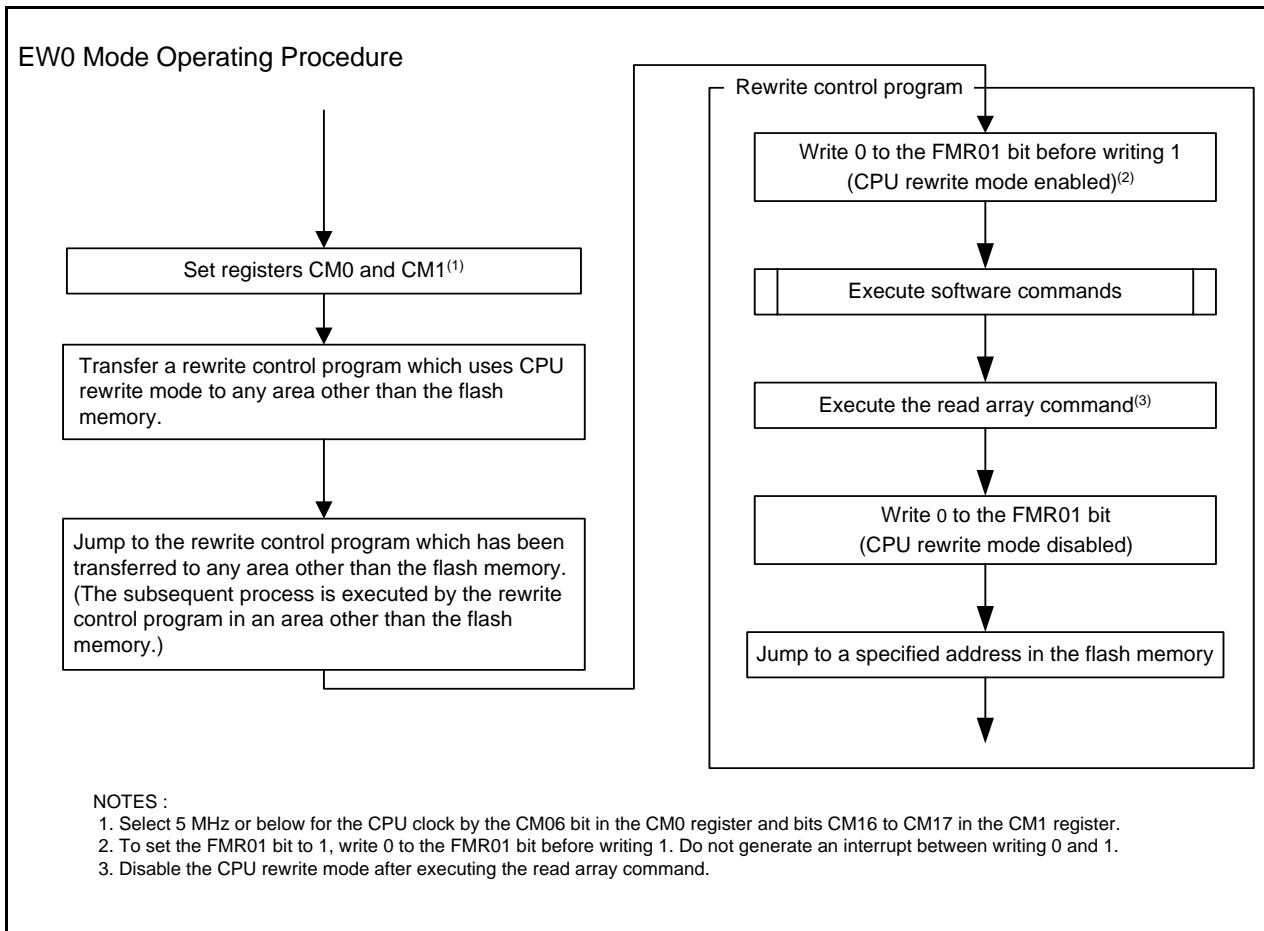 EW0 Mode Operating Procedure
Set registers CM0 and CM1(1)
Transfer a rewrite control program which uses CPU
rewrite mode to any area other than the flash
memory.
Jump to the rewrite control program which has been
transferred to any area other than the flash memory.
(The subsequent process is executed by the rewrite
control program in an area other than the flash
memory.)
Rewrite control program
Write 0 to the FMR01 bit before writing 1
(CPU rewrite mode enabled)(2)
Execute software commands
Execute the read array command(3)
Write 0 to the FMR01 bit
(CPU rewrite mode disabled)
Jump to a specified address in the flash memory
NOTES :
1. Select 5 MHz or below for the CPU clock by the CM06 bit in the CM0 register and bits CM16 to CM17 in the CM1 register.
2. To set the FMR01 bit to 1, write 0 to the FMR01 bit before writing 1. Do not generate an interrupt between writing 0 and 1.
3. Disable the CPU rewrite mode after executing the read array command.